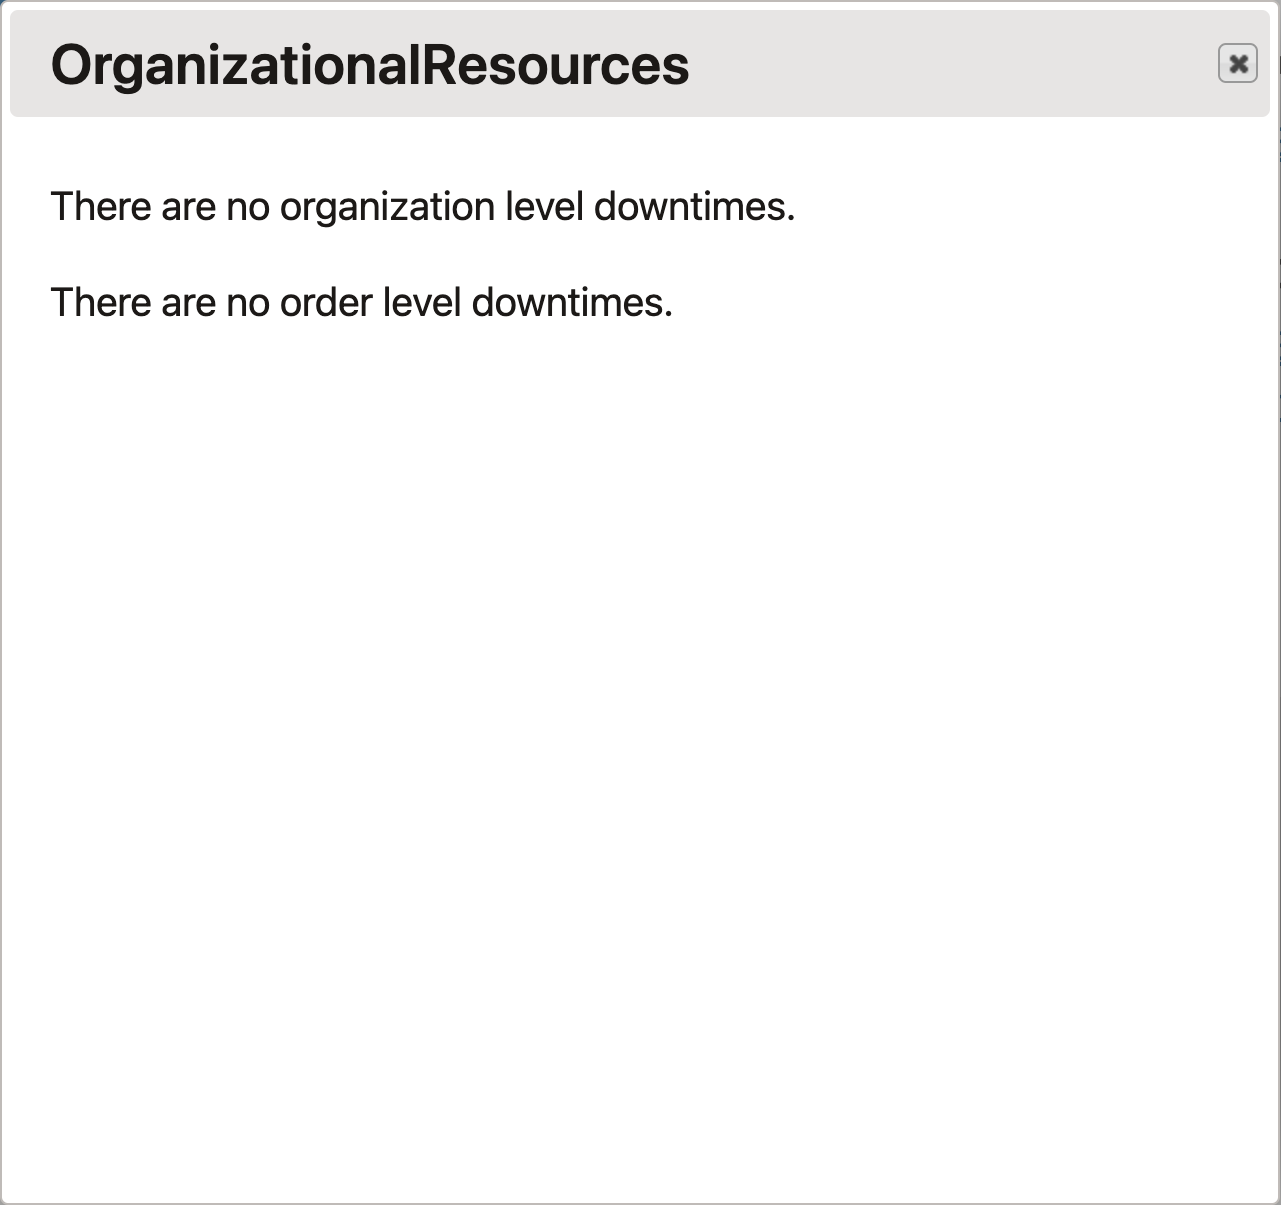 OrganizationalResources
There are no organization level downtimes.
There are no order level downtimes.